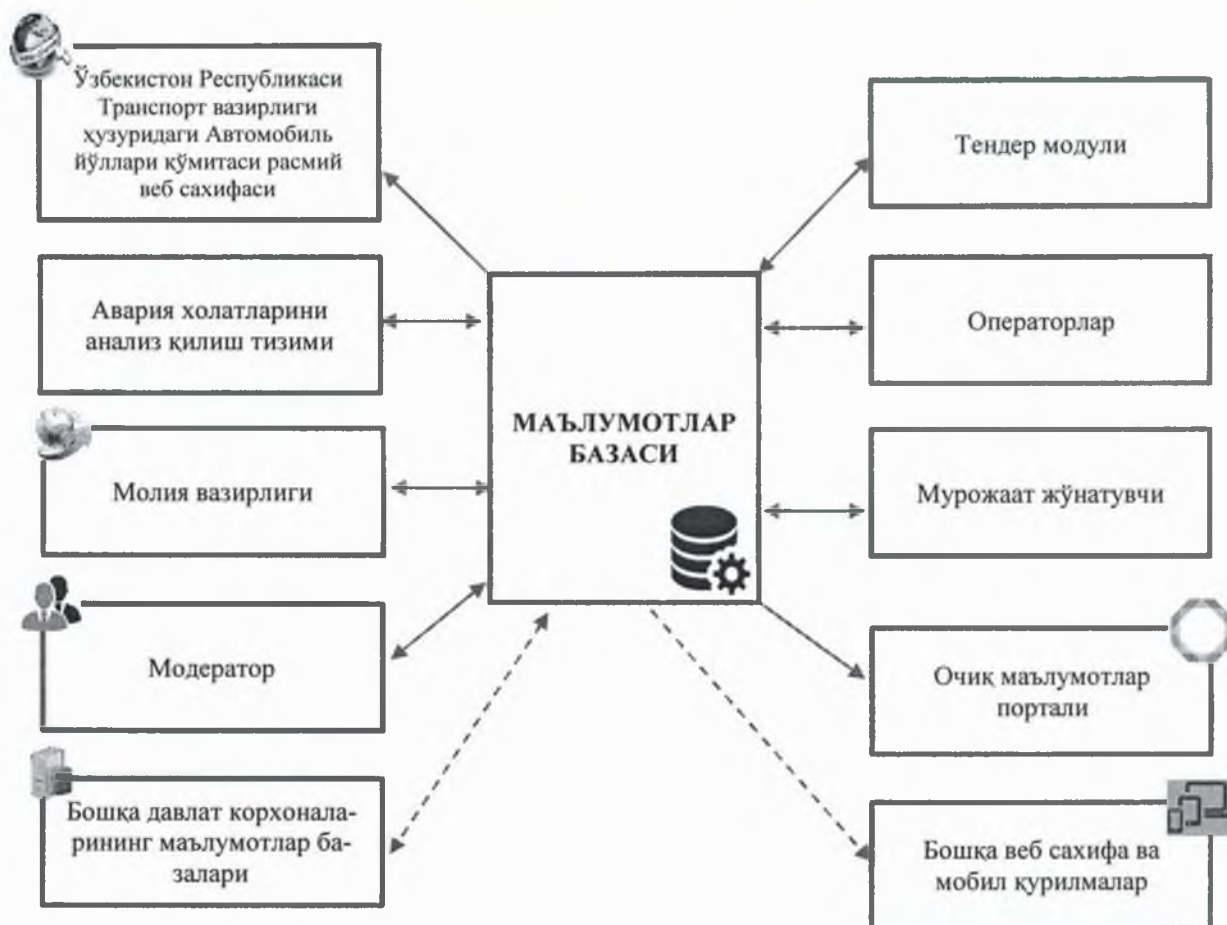 Ўзбекистон Республикаси
Транспорт вазирлиги
ҳузуридаги Автомобиль
йўллари қўмитаси расмий
веб сахифаси
Авария холатларини
анализ қилиш тизими
Молия вазирлиги
Модератор
Бошқа давлат корхонала-
рининг маълумотлар ба-
залари
МАЪЛУМОТЛАР
БАЗАСИ
Тендер модули
Операторлар
Мурожаат жўнатувчи
Очиқ маълумотлар
портали
Бошқа веб сахифа ва
мобил қурилмалар